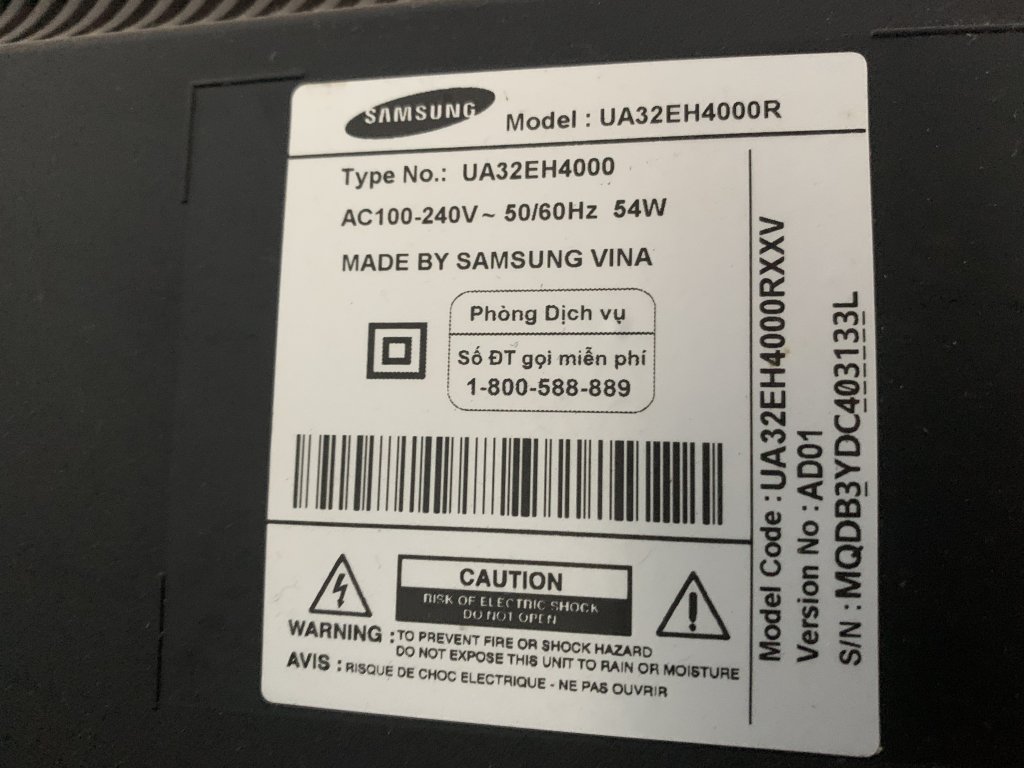 SAMSUNG Model : UA32EH4000R
Type No.: UA32EH4000
AC100-240V~ 50/60Hz 54W
MADE BY SAMSUNG VINA
Phòng Dịch vụ
Số ĐT gọi miễn phí
1-800-588-889
CAUTION
RISK OF ELECTRIC SHOCK
DO NOT OPEN
WARNING : TO PREVENT FIRE OR SHOCK HAZARD
DO NOT EXPOSE THIS UNIT TO RAIN OR MOISTURE
AVIS : RISQUE DE CHOC ELECTRIQUE - NE PAS OUVRIR
Model Code : UA32EH4000RXXV
Version No : AD01
S/N : MQDB3YDC403133L